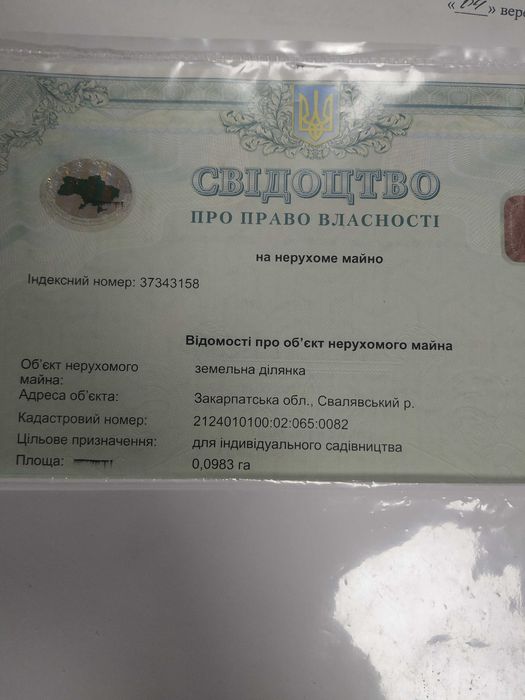 « 04 » вере
СВІДОЦТВО
ПРО ПРАВО ВЛАСНОСТІ
на нерухоме майно
Індексний номер: 37343158
Відомості про об'єкт нерухомого майна
Об'єкт нерухомого майна: земельна ділянка
Адреса об'єкта: Закарпатська обл., Свалявський р.
Кадастровий номер: 2124010100:02:065:0082
Цільове призначення: для індивідуального садівництва
Площа: 0,0983 га